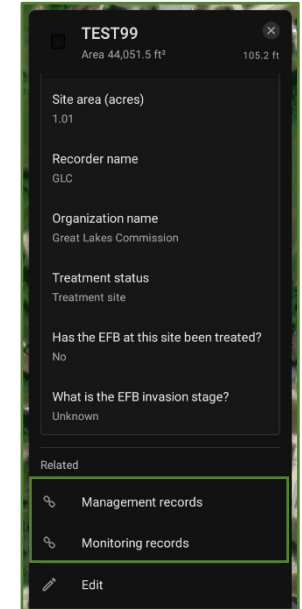 TEST99
Area 44,051.5 ft²
105.2 ft
Site area (acres)
1.01
Recorder name
GLC
Organization name
Great Lakes Commission
Treatment status
Treatment site
Has the EFB at this site been treated?
No
What is the EFB invasion stage?
Unknown
Related
Management records
Monitoring records
Edit